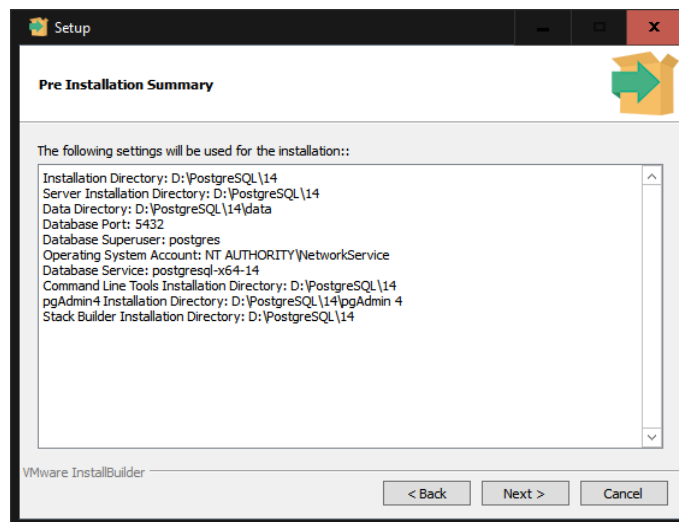 Setup
Pre Installation Summary
The following settings will be used for the installation::
Installation Directory: D:\PostgreSQL\14
Server Installation Directory: D:\PostgreSQL\14
Data Directory: D:\PostgreSQL\14\data
Database Port: 5432
Database Superuser: postgres
Operating System Account: NT AUTHORITY\NetworkService
Database Service: postgresql-x64-14
Command Line Tools Installation Directory: D:\PostgreSQL\14
pgAdmin4 Installation Directory: D:\PostgreSQL\14\pgAdmin 4
Stack Builder Installation Directory: D:\PostgreSQL\14
VMware InstallBuilder
< Back Next > Cancel